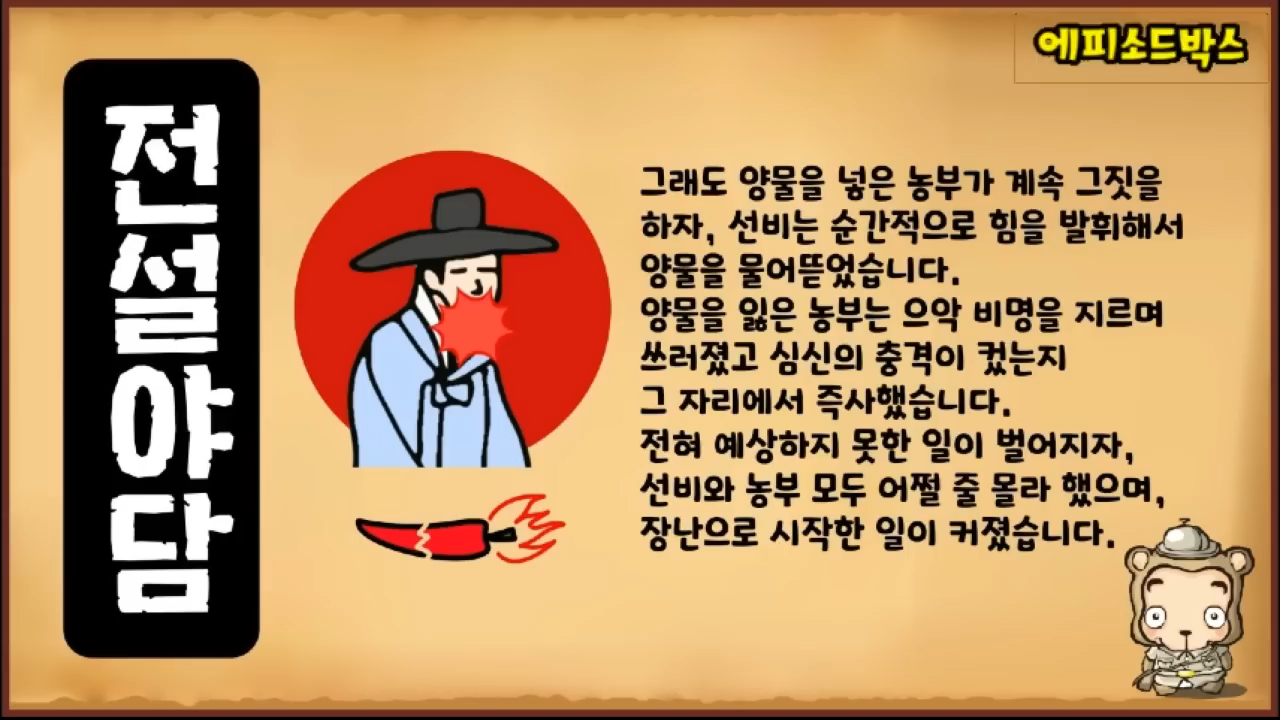 에피소드박스
전설야담
그래도 양물을 넣은 농부가 계속 그짓을
하자, 선비는 순간적으로 힘을 발휘해서
양물을 물어뜯었습니다.
양물을 잃은 농부는 으악 비명을 지르며
쓰러졌고 심신의 충격이 컸는지
그 자리에서 즉사했습니다.
전혀 예상하지 못한 일이 벌어지자,
선비와 농부 모두 어쩔 줄 몰라 했으며,
장난으로 시작한 일이 커졌습니다.